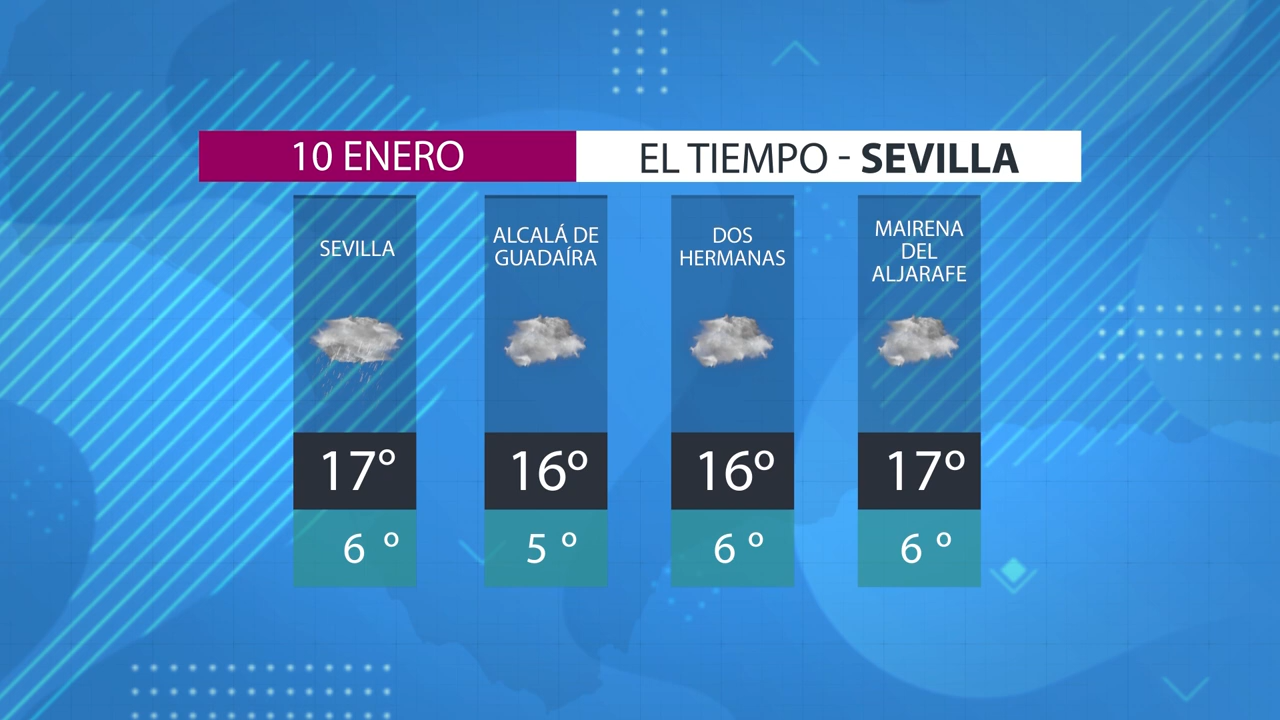 10 ENERO
EL TIEMPO - SEVILLA
SEVILLA
17°
6 º
ALCALÁ DE
GUADAÍRA
16º
5 º
DOS
HERMANAS
16º
6 º
MAIRENA
DEL
ALJARAFE
17º
6 º